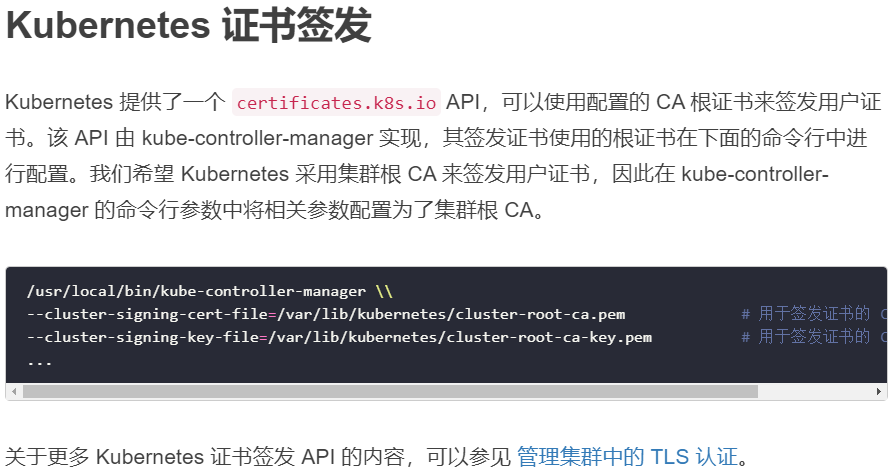 Kubernetes 证书签发
Kubernetes 提供了一个 certificates.k8s.io API，可以使用配置的 CA 根证书来签发用户证
书。该 API 由 kube-controller-manager 实现，其签发证书使用的根证书在下面的命令行中进
行配置。我们希望 Kubernetes 采用集群根 CA 来签发用户证书，因此在 kube-controller-
manager 的命令行参数中将相关参数配置为了集群根 CA。
/usr/local/bin/kube-controller-manager \\
--cluster-signing-cert-file=/var/lib/kubernetes/cluster-root-ca.pem # 用于签发证书的
--cluster-signing-key-file=/var/lib/kubernetes/cluster-root-ca-key.pem # 用于签发证书的
...
关于更多 Kubernetes 证书签发 API 的内容，可以参见 管理集群中的 TLS 认证。